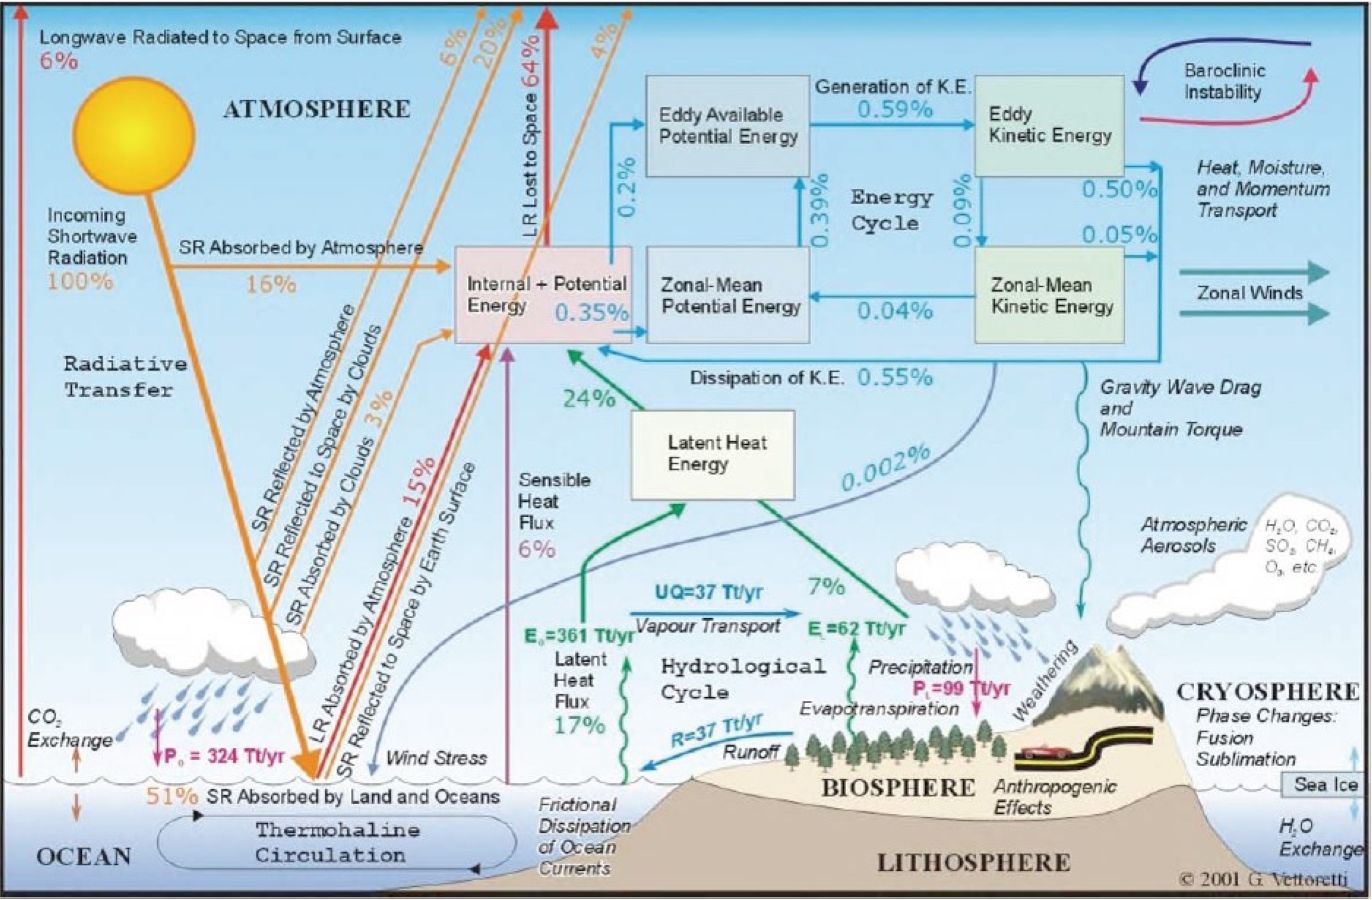 Longwave Radiated to Space from Surface
6%
ATMOSPHERE
6%
20%
LR Lost to Space 64%
4%
Incoming
Shortwave
Radiation
100%
SR Absorbed by Atmosphere
16%
Radiative
Transfer
SR Reflected by Atmosphere
SR Reflected to Space by Clouds
SR Absorbed by Clouds 3%
LR Absorbed by Atmosphere 15%
SR Reflected to Space by Earth Surface
Internal + Potential
Energy
0.35%
0.2%
Eddy Available
Potential Energy
Generation of K.E.
0.59%
Eddy
Kinetic Energy
Baroclinic
Instability
Energy
Cycle
0.39%
0.09%
0.50%
0.05%
Zonal-Mean
Potential Energy
0.04%
Zonal-Mean
Kinetic Energy
Heat, Moisture,
and Momentum
Transport
Zonal Winds
Dissipation of K.E. 0.55%
24%
Latent Heat
Energy
Sensible
Heat
Flux
6%
0.002%
Gravity Wave Drag
and
Mountain Torque
Atmospheric
Aerosols
H₂O, CO₂,
SO₂, CH₄,
O₃, etc.
7%
UQ=37 Tt/yr
Vapour Transport
Eₒ=361 Tt/yr
E_L=62 Tt/yr
Latent
Heat
Flux
17%
Hydrological
Cycle
Precipitation
P_L=99 Tt/yr
Evapotranspiration
R=37 Tt/yr
Runoff
Weathering
CO₂
Exchange
Pₒ = 324 Tt/yr
Wind Stress
51% SR Absorbed by Land and Oceans
Thermohaline
Circulation
OCEAN
Frictional
Dissipation
of Ocean
Currents
BIOSPHERE
Anthropogenic
Effects
LITHOSPHERE
CRYOSPHERE
Phase Changes:
Fusion
Sublimation
Sea Ice
H₂O
Exchange
© 2001 G. Vettoretti